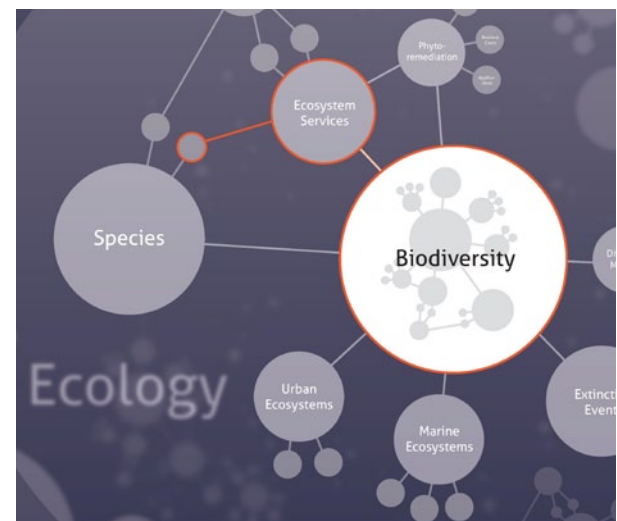 Phyto-
remediation
Ecosystem
Services
Species
Biodiversity
Ecology
Urban
Ecosystems
Marine
Ecosystems